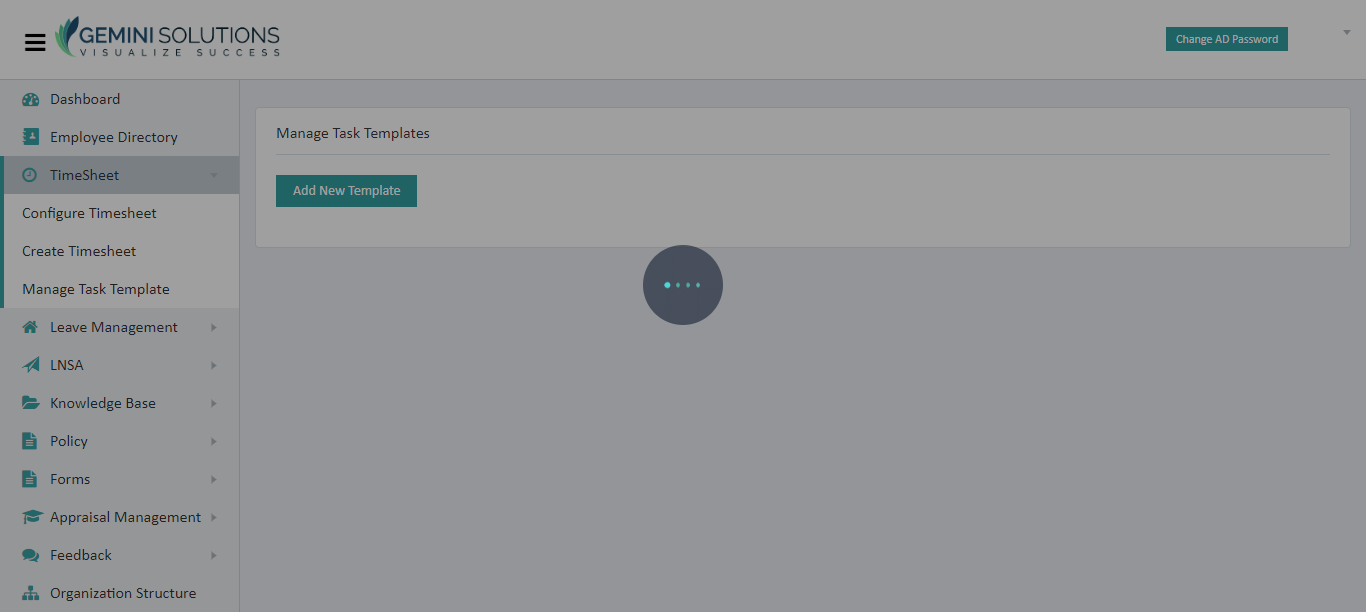 GEMINI SOLUTIONS
VISUALIZE SUCCESS
Change AD Password
Dashboard
Employee Directory
TimeSheet
Configure Timesheet
Create Timesheet
Manage Task Template
Leave Management
LNSA
Knowledge Base
Policy
Forms
Appraisal Management
Feedback
Organization Structure
Manage Task Templates
Add New Template